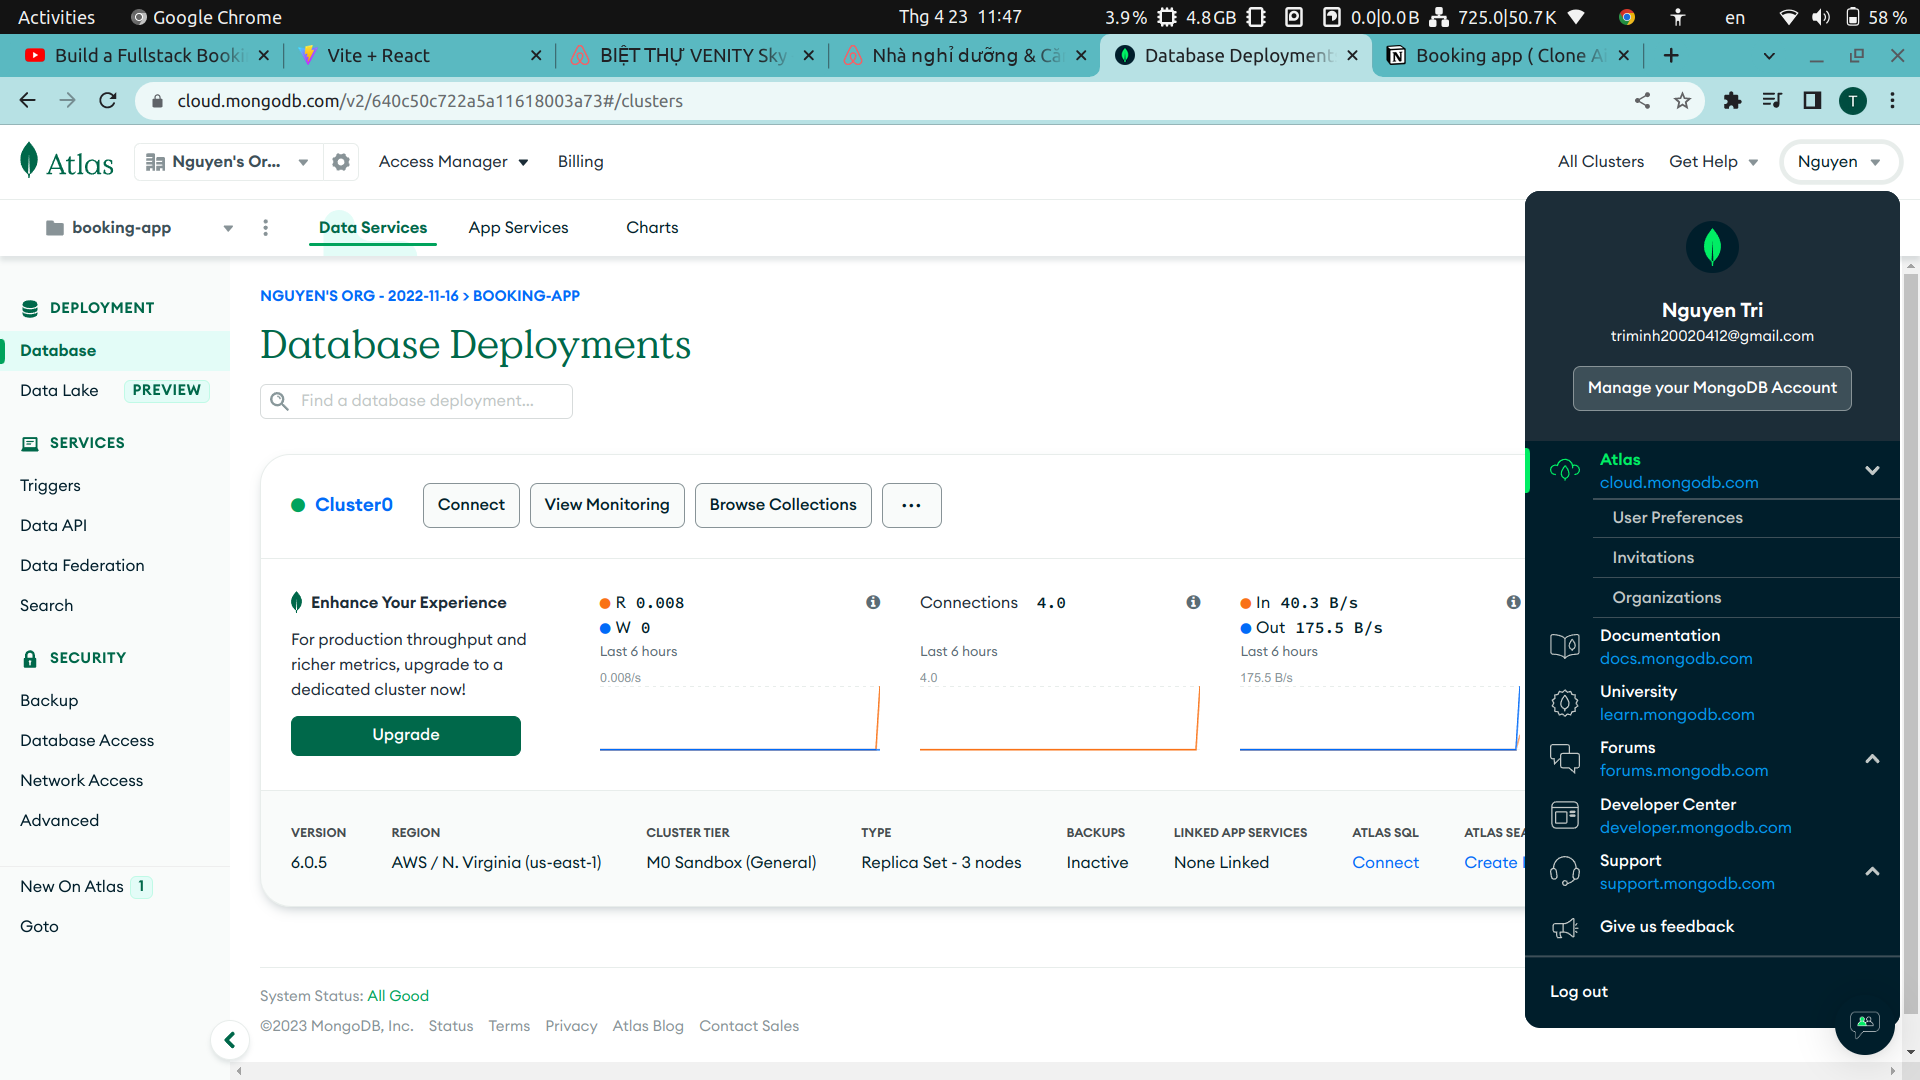 Activities
Google Chrome
Thg 4 23 11:47
3.9 %
4.8 GB
0.0|0.0 B
725.0|50.7 K
en
58 %
Build a Fullstack Booki
Vite + React
BIỆT THỰ VENITY Sky
Nhà nghỉ dưỡng & Că
Database Deployment
Booking app ( Clone Ai
cloud.mongodb.com/v2/640c50c722a5a11618003a73#/clusters
T
Atlas
Nguyen's Or...
Access Manager
Billing
All Clusters
Get Help
Nguyen
booking-app
Data Services
App Services
Charts
DEPLOYMENT
Database
Data Lake
PREVIEW
SERVICES
Triggers
Data API
Data Federation
Search
SECURITY
Backup
Database Access
Network Access
Advanced
New On Atlas 1
Goto
NGUYEN'S ORG - 2022-11-16 > BOOKING-APP
Database Deployments
Find a database deployment...
Cluster0
Connect
View Monitoring
Browse Collections
...
Enhance Your Experience
For production throughput and
richer metrics, upgrade to a
dedicated cluster now!
Upgrade
R 0.008
W 0
Last 6 hours
0.008/s
Connections 4.0
Last 6 hours
4.0
In 40.3 B/s
Out 175.5 B/s
Last 6 hours
175.5 B/s
VERSION
REGION
CLUSTER TIER
TYPE
BACKUPS
LINKED APP SERVICES
ATLAS SQL
ATLAS SEA
6.0.5
AWS / N. Virginia (us-east-1)
M0 Sandbox (General)
Replica Set - 3 nodes
Inactive
None Linked
Connect
Create
System Status: All Good
©2023 MongoDB, Inc.
Status
Terms
Privacy
Atlas Blog
Contact Sales
Nguyen Tri
triminh20020412@gmail.com
Manage your MongoDB Account
Atlas
cloud.mongodb.com
User Preferences
Invitations
Organizations
Documentation
docs.mongodb.com
University
learn.mongodb.com
Forums
forums.mongodb.com
Developer Center
developer.mongodb.com
Support
support.mongodb.com
Give us feedback
Log out